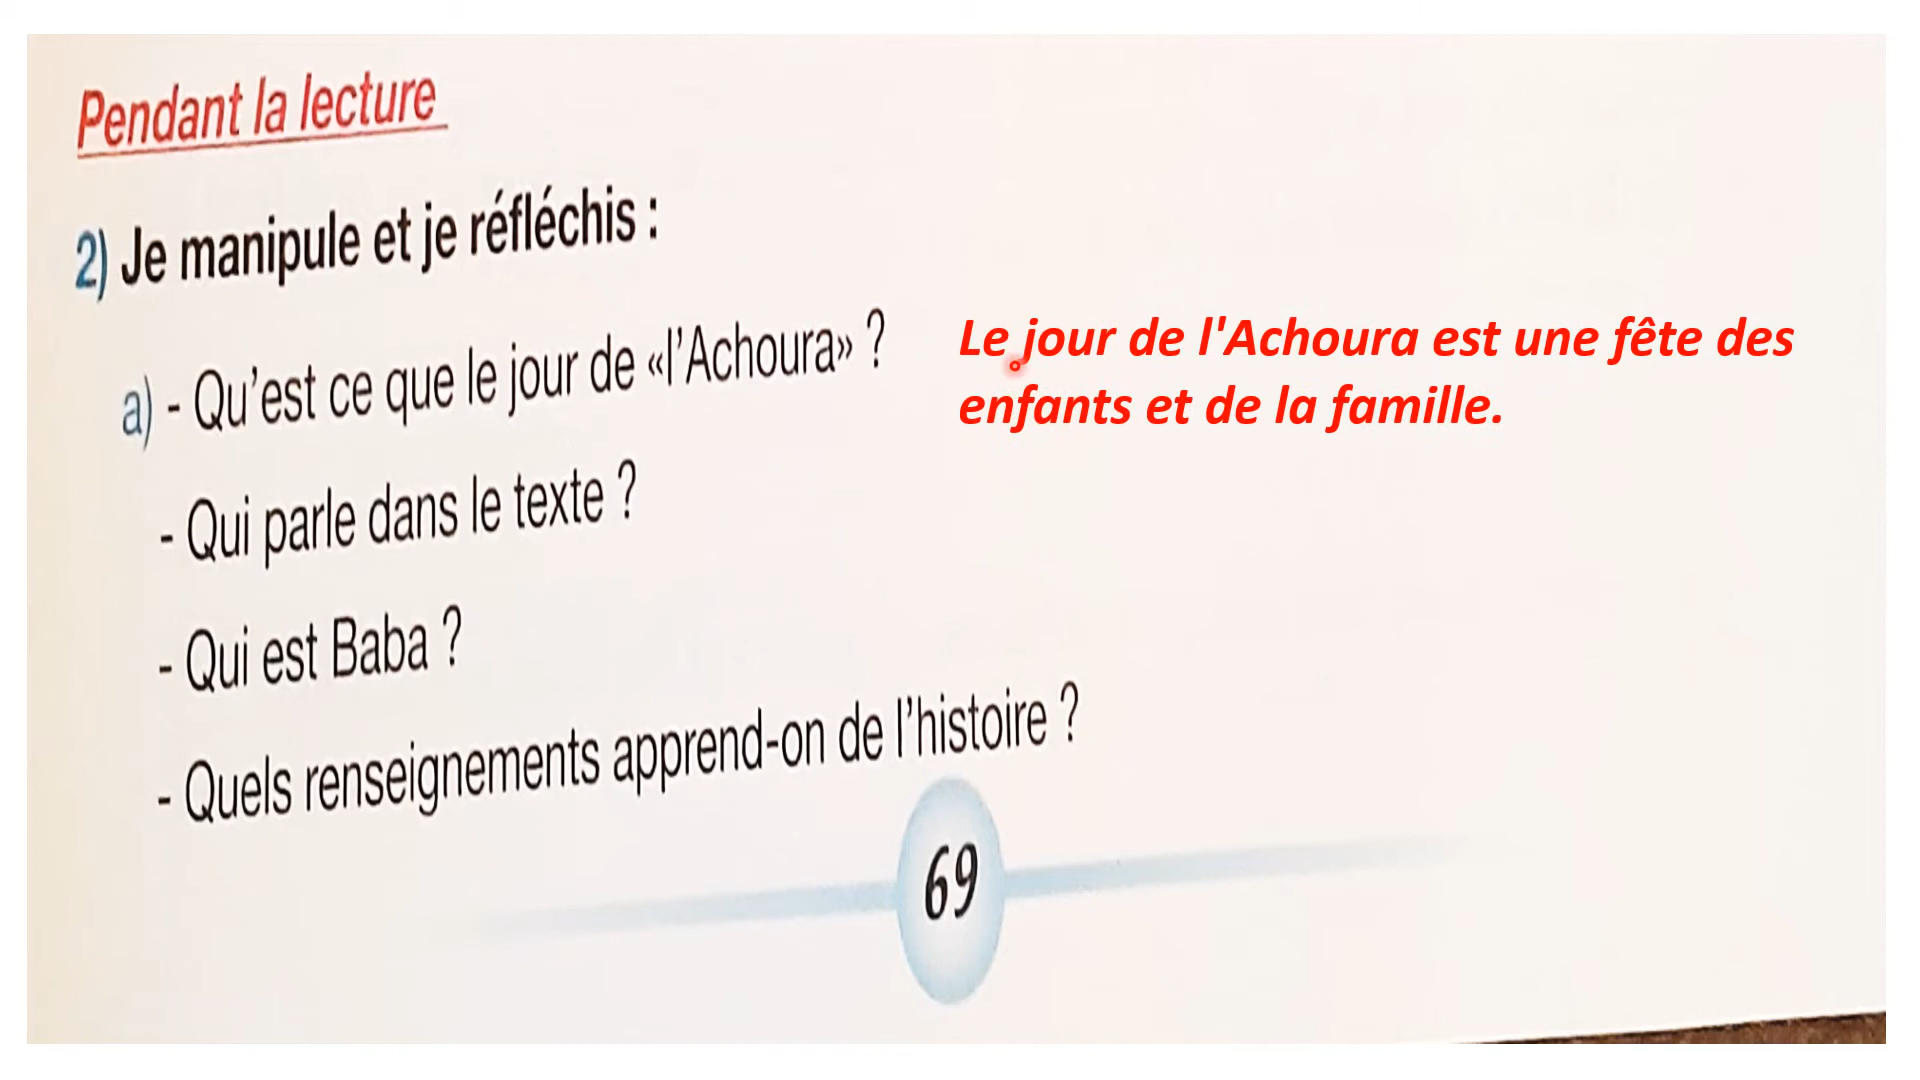 Pendant la lecture
2) Je manipule et je réfléchis :
a) - Qu'est ce que le jour de «l'Achoura» ?
Le jour de l'Achoura est une fête des
enfants et de la famille.
- Qui parle dans le texte ?
- Qui est Baba ?
- Quels renseignements apprend-on de l'histoire ?
69